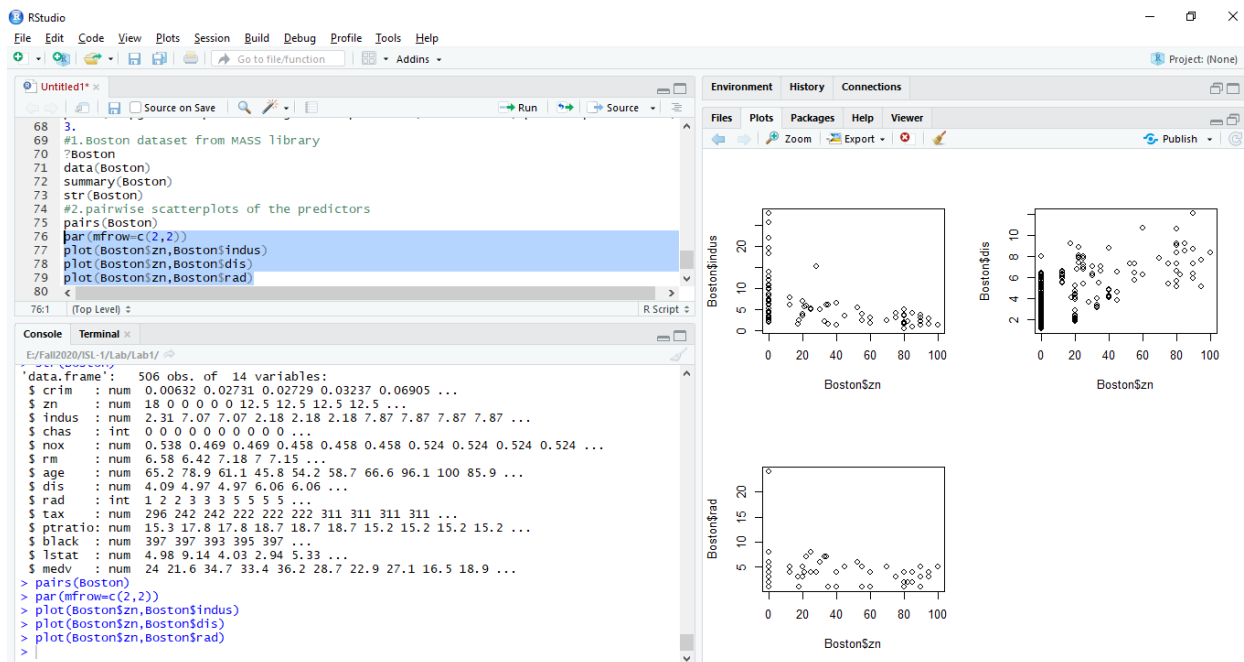 RStudio
File Edit Code View Plots Session Build Debug Profile Tools Help
Go to file/function Addins Project: (None)
Untitled1*
Source on Save Run Source
68 3.
69 #1.Boston dataset from MASS library
70 ?Boston
71 data(Boston)
72 summary(Boston)
73 str(Boston)
74 #2.pairwise scatterplots of the predictors
75 pairs(Boston)
76 par(mfrow=c(2,2))
77 plot(Boston$zn,Boston$indus)
78 plot(Boston$zn,Boston$dis)
79 plot(Boston$zn,Boston$rad)
80
76:1 (Top Level) R Script
Console Terminal
E:/Fall2020/ISL-1/Lab/Lab1/
> str(Boston)
'data.frame': 506 obs. of 14 variables:
$ crim : num 0.00632 0.02731 0.02729 0.03237 0.06905 ...
$ zn : num 18 0 0 0 0 0 12.5 12.5 12.5 12.5 ...
$ indus : num 2.31 7.07 7.07 2.18 2.18 2.18 7.87 7.87 7.87 7.87 ...
$ chas : int 0 0 0 0 0 0 0 0 0 0 ...
$ nox : num 0.538 0.469 0.469 0.458 0.458 0.458 0.524 0.524 0.524 0.524 ...
$ rm : num 6.58 6.42 7.18 7 7.15 ...
$ age : num 65.2 78.9 61.1 45.8 54.2 58.7 66.6 96.1 100 85.9 ...
$ dis : num 4.09 4.97 4.97 6.06 6.06 ...
$ rad : int 1 2 2 3 3 3 5 5 5 5 ...
$ tax : num 296 242 242 222 222 222 311 311 311 311 ...
$ ptratio: num 15.3 17.8 17.8 18.7 18.7 18.7 15.2 15.2 15.2 15.2 ...
$ black : num 397 397 393 395 397 ...
$ lstat : num 4.98 9.14 4.03 2.94 5.33 ...
$ medv : num 24 21.6 34.7 33.4 36.2 28.7 22.9 27.1 16.5 18.9 ...
> pairs(Boston)
> par(mfrow=c(2,2))
> plot(Boston$zn,Boston$indus)
> plot(Boston$zn,Boston$dis)
> plot(Boston$zn,Boston$rad)
>
Environment History Connections
Files Plots Packages Help Viewer
Zoom Export Publish
Boston$indus
0 5 10 20
0 20 40 60 80 100
Boston$zn
Boston$dis
2 4 6 8 10
0 20 40 60 80 100
Boston$zn
Boston$rad
5 10 15 20
0 20 40 60 80 100
Boston$zn